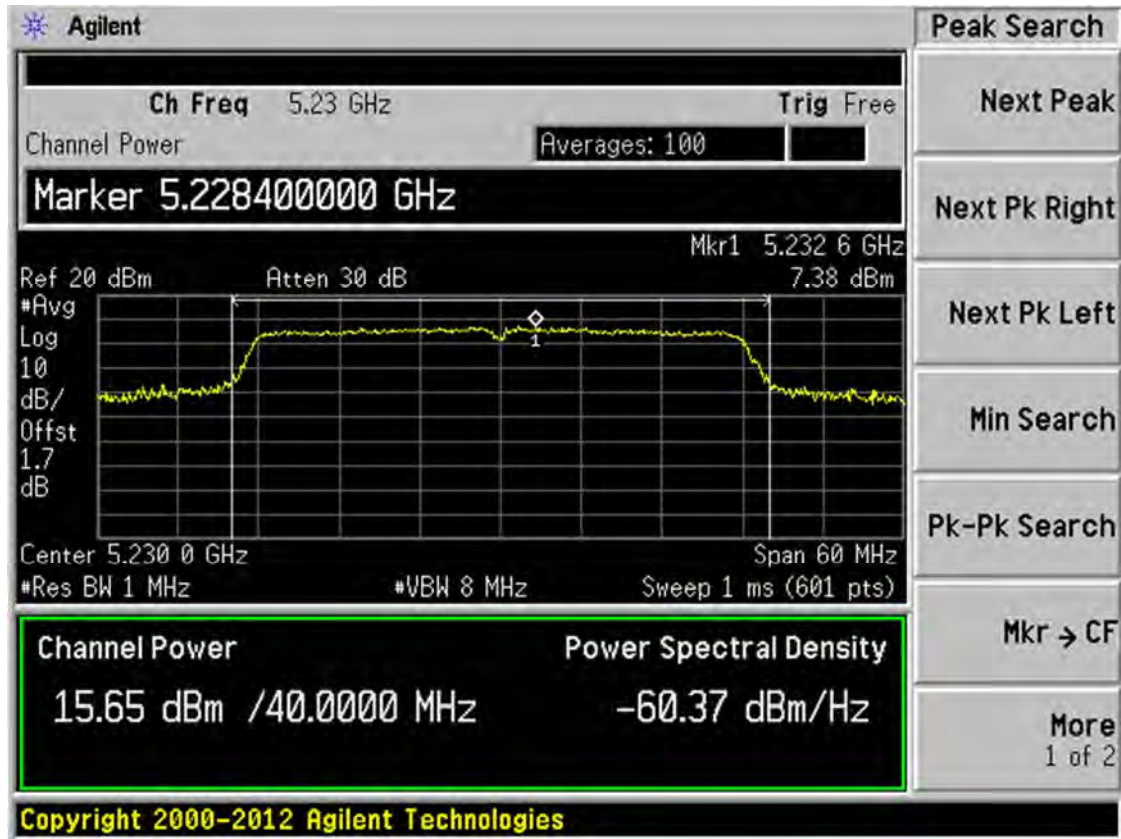 Agilent
Peak Search
Ch Freq 5.23 GHz Trig Free
Channel Power Averages: 100
Marker 5.228400000 GHz
Mkr1 5.232 6 GHz
Ref 20 dBm Atten 30 dB 7.38 dBm
#Avg
Log
10
dB/
Offst
1.7
dB
1
Center 5.230 0 GHz Span 60 MHz
#Res BW 1 MHz #VBW 8 MHz Sweep 1 ms (601 pts)
Channel Power Power Spectral Density
15.65 dBm /40.0000 MHz -60.37 dBm/Hz
Next Peak
Next Pk Right
Next Pk Left
Min Search
Pk-Pk Search
Mkr → CF
More
1 of 2
Copyright 2000-2012 Agilent Technologies